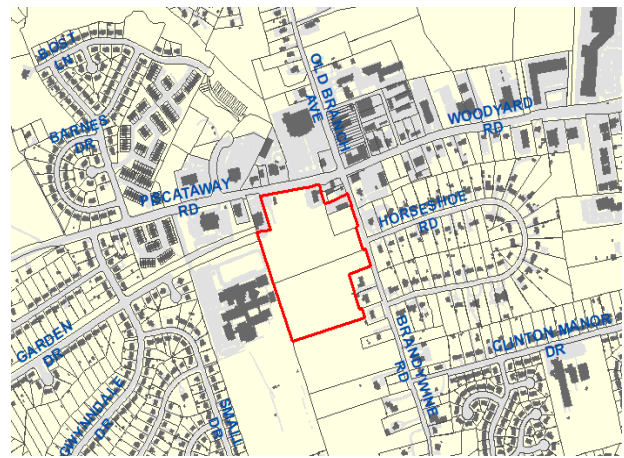 BOST
LN
OLD BRANCH
AVE
WOODYARD
RD
BARNES
DR
PISCATAWAY
RD
HORSESHOE
RD
GARDEN
DR
GWYNNDALE
DR
SMALL
DR
BRANDYWINE
RD
CLINTON MANOR
DR